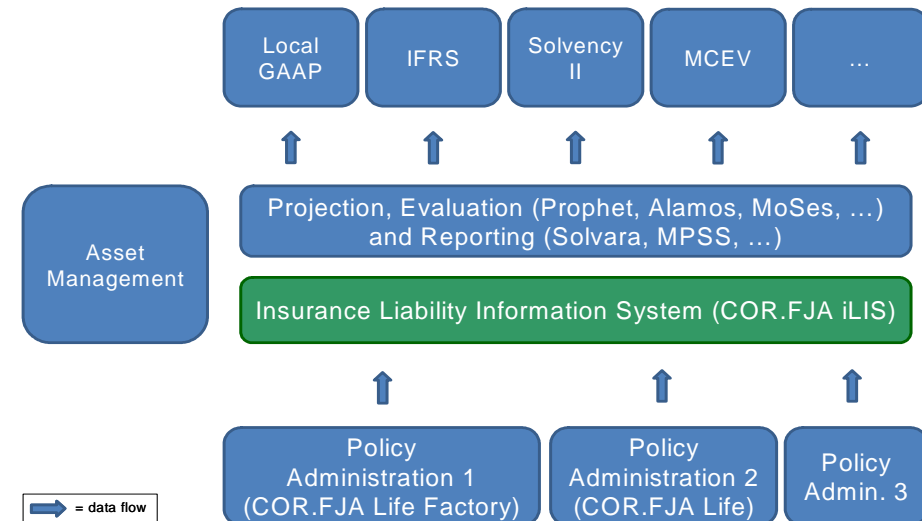 Local
GAAP
IFRS
Solvency
II
MCEV
...
Asset
Management
Projection, Evaluation (Prophet, Alamos, MoSes, ...)
and Reporting (Solvara, MPSS, ...)
Insurance Liability Information System (COR.FJA iLIS)
Policy
Administration 1
(COR.FJA Life Factory)
Policy
Administration 2
(COR.FJA Life)
Policy
Admin. 3
= data flow